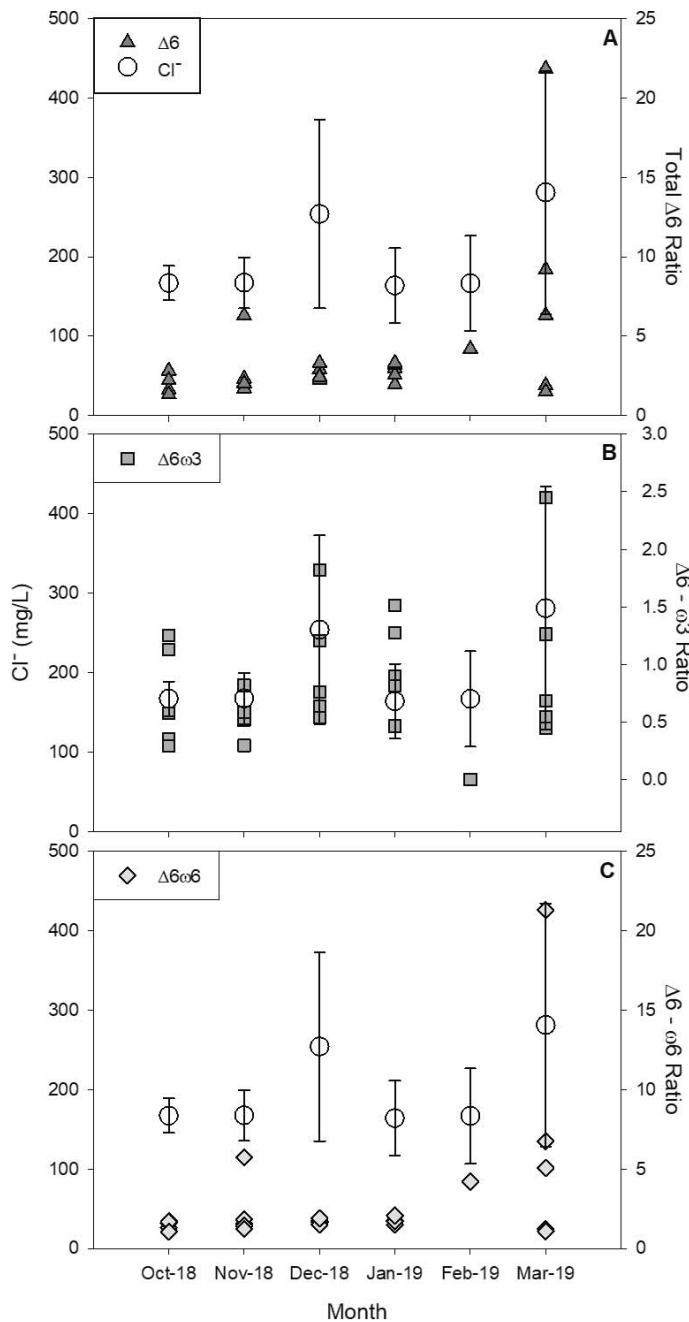 500
400
300
200
100
0
Δ6
Cl⁻
A
25
20
15
10
5
0
Total Δ6 Ratio
500
400
300
200
100
0
Cl⁻ (mg/L)
Δ6ω3
B
3.0
2.5
2.0
1.5
1.0
0.5
0.0
Δ6 - ω3 Ratio
500
400
300
200
100
0
Δ6ω6
C
25
20
15
10
5
0
Δ6 - ω6 Ratio
Oct-18 Nov-18 Dec-18 Jan-19 Feb-19 Mar-19
Month